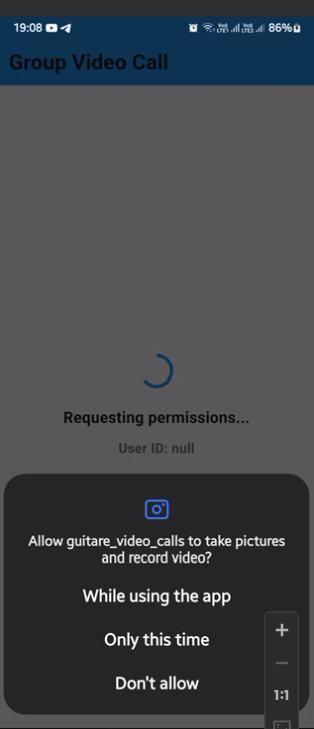 19:08 86%
Group Video Call
Requesting permissions...
User ID: null
Allow guitare_video_calls to take pictures
and record video?
While using the app
Only this time
Don't allow
1:1